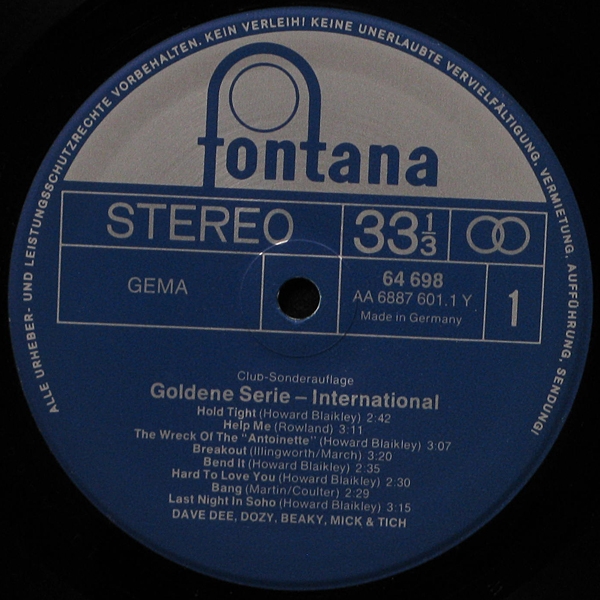 ALLE URHEBER- UND LEISTUNGSSCHUTZRECHTE VORBEHALTEN. KEIN VERLEIH! KEINE UNERLAUBTE VERVIELFÄLTIGUNG, VERMIETUNG, AUFFÜHRUNG, SENDUNG!
fontana
STEREO 33 1/3
GEMA
64 698
AA 6887 601.1 Y
Made in Germany
1
Club-Sonderauflage
Goldene Serie – International
Hold Tight (Howard Blaikley) 2:42
Help Me (Rowland) 3:11
The Wreck Of The "Antoinette" (Howard Blaikley) 3:07
Breakout (Illingworth/March) 3:20
Bend It (Howard Blaikley) 2:35
Hard To Love You (Howard Blaikley) 2:30
Bang (Martin/Coulter) 2:29
Last Night In Soho (Howard Blaikley) 3:15
DAVE DEE, DOZY, BEAKY, MICK & TICH